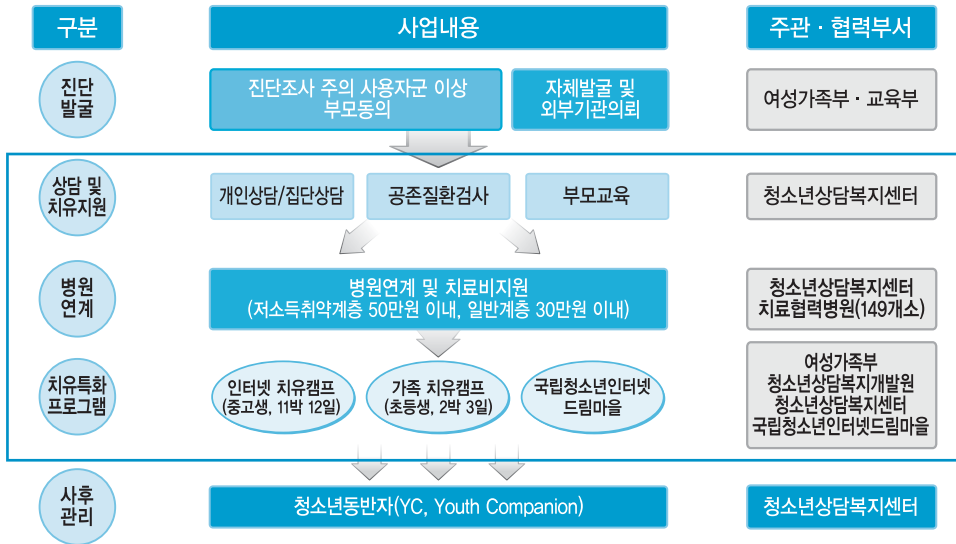 구분
사업내용
주관 · 협력부서
진단
발굴
진단조사 주의 사용자군 이상
부모동의
자체발굴 및
외부기관의뢰
여성가족부 · 교육부
상담 및
치유지원
개인상담/집단상담
공존질환검사
부모교육
청소년상담복지센터
병원
연계
병원연계 및 치료비지원
(저소득취약계층 50만원 이내, 일반계층 30만원 이내)
청소년상담복지센터
치료협력병원(149개소)
치유특화
프로그램
인터넷 치유캠프
(중고생, 11박 12일)
가족 치유캠프
(초등생, 2박 3일)
국립청소년인터넷
드림마을
여성가족부
청소년상담복지개발원
청소년상담복지센터
국립청소년인터넷드림마을
사후
관리
청소년동반자(YC, Youth Companion)
청소년상담복지센터